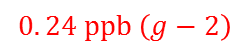 0. 24 ppb (g − 2)